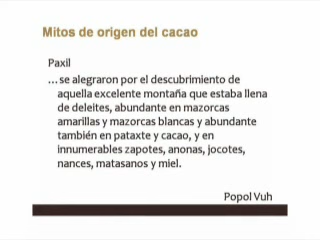 Mitos de origen del cacao
Paxil
…se alegraron por el descubrimiento de
aquella excelente montaña que estaba llena
de deleites, abundante en mazorcas
amarillas y mazorcas blancas y abundante
también en pataxte y cacao, y en
innumerables zapotes, anonas, jocotes,
nances, matasanos y miel.
Popol Vuh